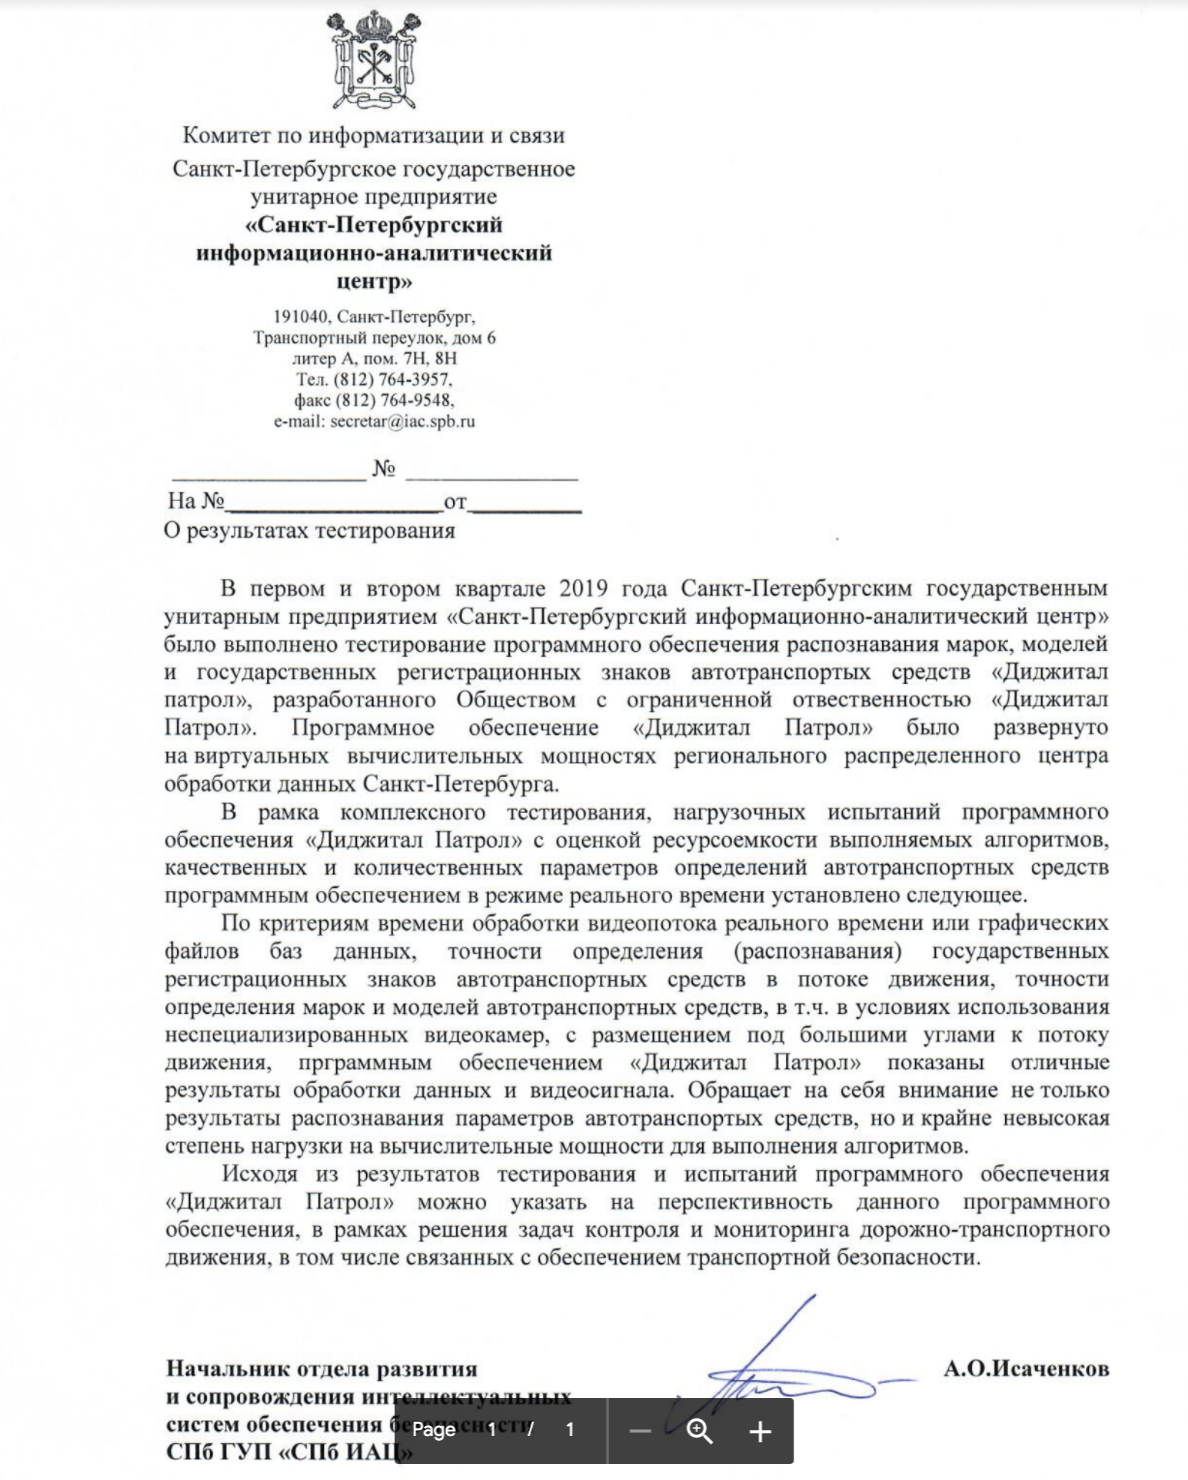 Комитет по информатизации и связи
Санкт-Петербургское государственное
унитарное предприятие
«Санкт-Петербургский
информационно-аналитический
центр»
191040, Санкт-Петербург,
Транспортный переулок, дом 6
литер А, пом. 7Н, 8Н
Тел. (812) 764-3957,
факс (812) 764-9548,
e-mail: secretar@iac.spb.ru
№
На № от
О результатах тестирования
В первом и втором квартале 2019 года Санкт-Петербургским государственным
унитарным предприятием «Санкт-Петербургский информационно-аналитический центр»
было выполнено тестирование программного обеспечения распознавания марок, моделей
и государственных регистрационных знаков автотранспортых средств «Диджитал
патрол», разработанного Обществом с ограниченной отвественностью «Диджитал
Патрол». Программное обеспечение «Диджитал Патрол» было развернуто
на виртуальных вычислительных мощностях регионального распределенного центра
обработки данных Санкт-Петербурга.
В рамка комплексного тестирования, нагрузочных испытаний программного
обеспечения «Диджитал Патрол» с оценкой ресурсоемкости выполняемых алгоритмов,
качественных и количественных параметров определений автотранспортных средств
программным обеспечением в режиме реального времени установлено следующее.
По критериям времени обработки видеопотока реального времени или графических
файлов баз данных, точности определения (распознавания) государственных
регистрационных знаков автотранспортных средств в потоке движения, точности
определения марок и моделей автотранспортных средств, в т.ч. в условиях использования
неспециализированных видеокамер, с размещением под большими углами к потоку
движения, прграммным обеспечением «Диджитал Патрол» показаны отличные
результаты обработки данных и видеосигнала. Обращает на себя внимание не только
результаты распознавания параметров автотранспортых средств, но и крайне невысокая
степень нагрузки на вычислительные мощности для выполнения алгоритмов.
Исходя из результатов тестирования и испытаний программного обеспечения
«Диджитал Патрол» можно указать на перспективность данного программного
обеспечения, в рамках решения задач контроля и мониторинга дорожно-транспортного
движения, в том числе связанных с обеспечением транспортной безопасности.
Начальник отдела развития А.О.Исаченков
и сопровождения интеллектуальных
систем обеспечения безопасности
СПб ГУП «СПб ИАЦ»
Page 1 / 1